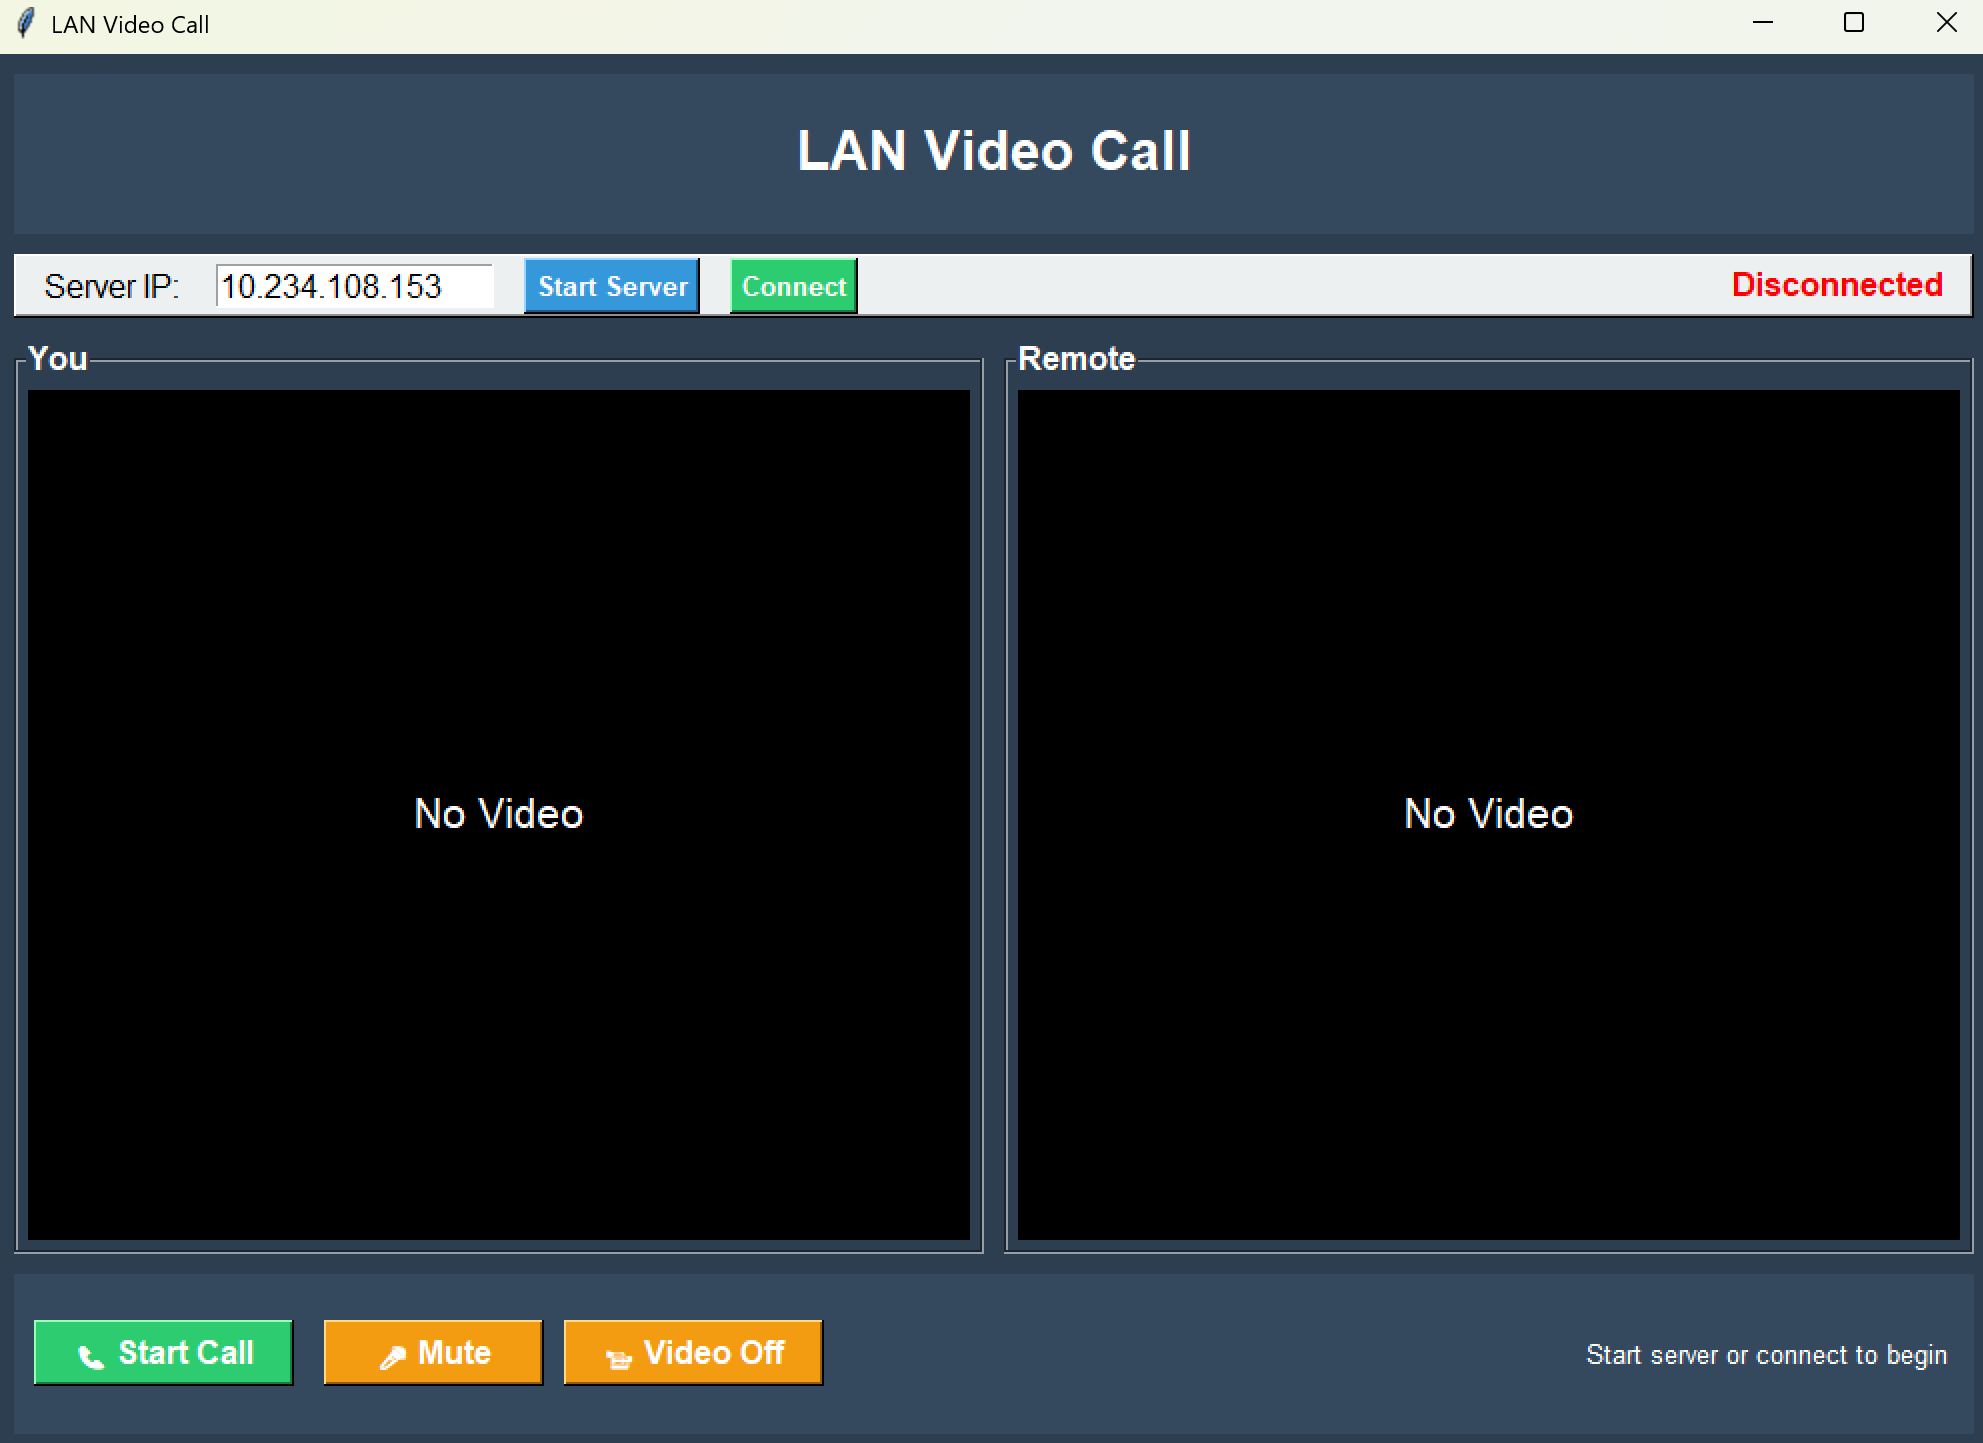 LAN Video Call
LAN Video Call
Server IP: 10.234.108.153 Start Server Connect Disconnected
You Remote
No Video No Video
Start Call Mute Video Off Start server or connect to begin